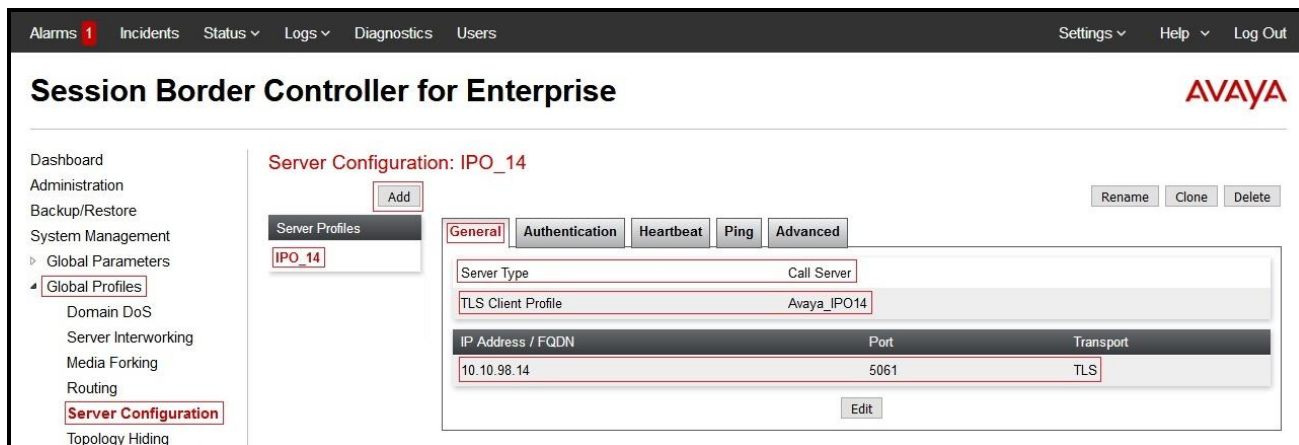 Alarms 1 Incidents Status Logs Diagnostics Users Settings Help Log Out
Session Border Controller for Enterprise
AVAYA
Dashboard
Administration
Backup/Restore
System Management
Global Parameters
Global Profiles
Domain DoS
Server Interworking
Media Forking
Routing
Server Configuration
Topology Hiding
Server Configuration: IPO_14
Add
Rename Clone Delete
Server Profiles
IPO_14
General Authentication Heartbeat Ping Advanced
Server Type Call Server
TLS Client Profile Avaya_IPO14
IP Address / FQDN Port Transport
10.10.98.14 5061 TLS
Edit